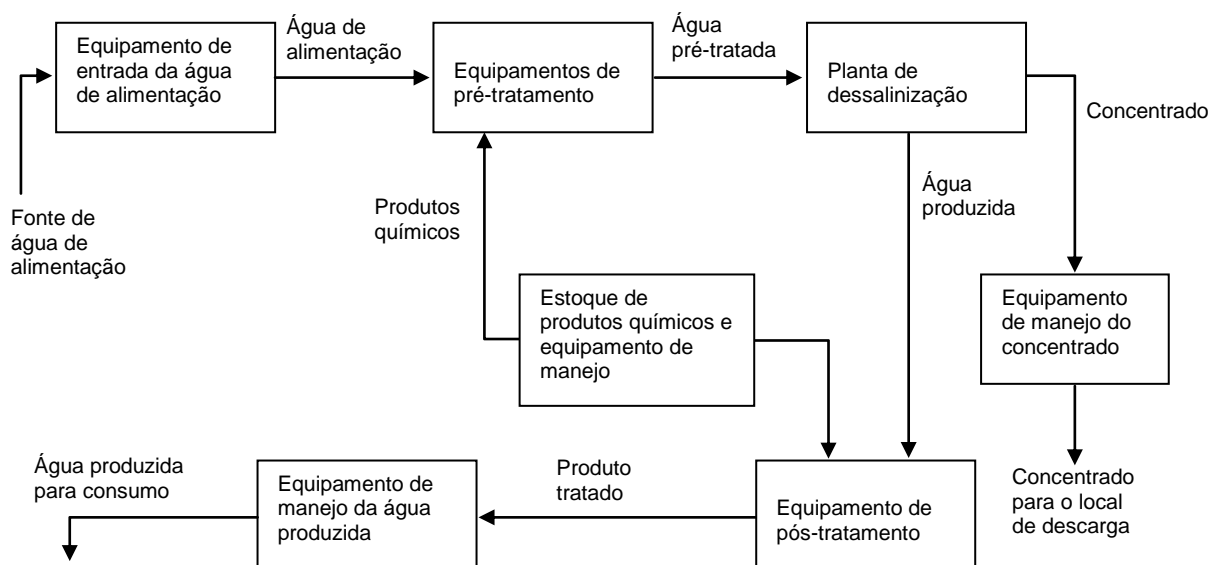 Equipamento de
entrada da água
de alimentação
Água de
alimentação
Equipamentos de
pré-tratamento
Água
pré-tratada
Planta de
dessalinização
Concentrado
Fonte de
água de
alimentação
Produtos
químicos
Água
produzida
Estoque de
produtos químicos e
equipamento de
manejo
Equipamento
de manejo do
concentrado
Água produzida
para consumo
Equipamento de
manejo da água
produzida
Produto
tratado
Equipamento de
pós-tratamento
Concentrado
para o local
de descarga